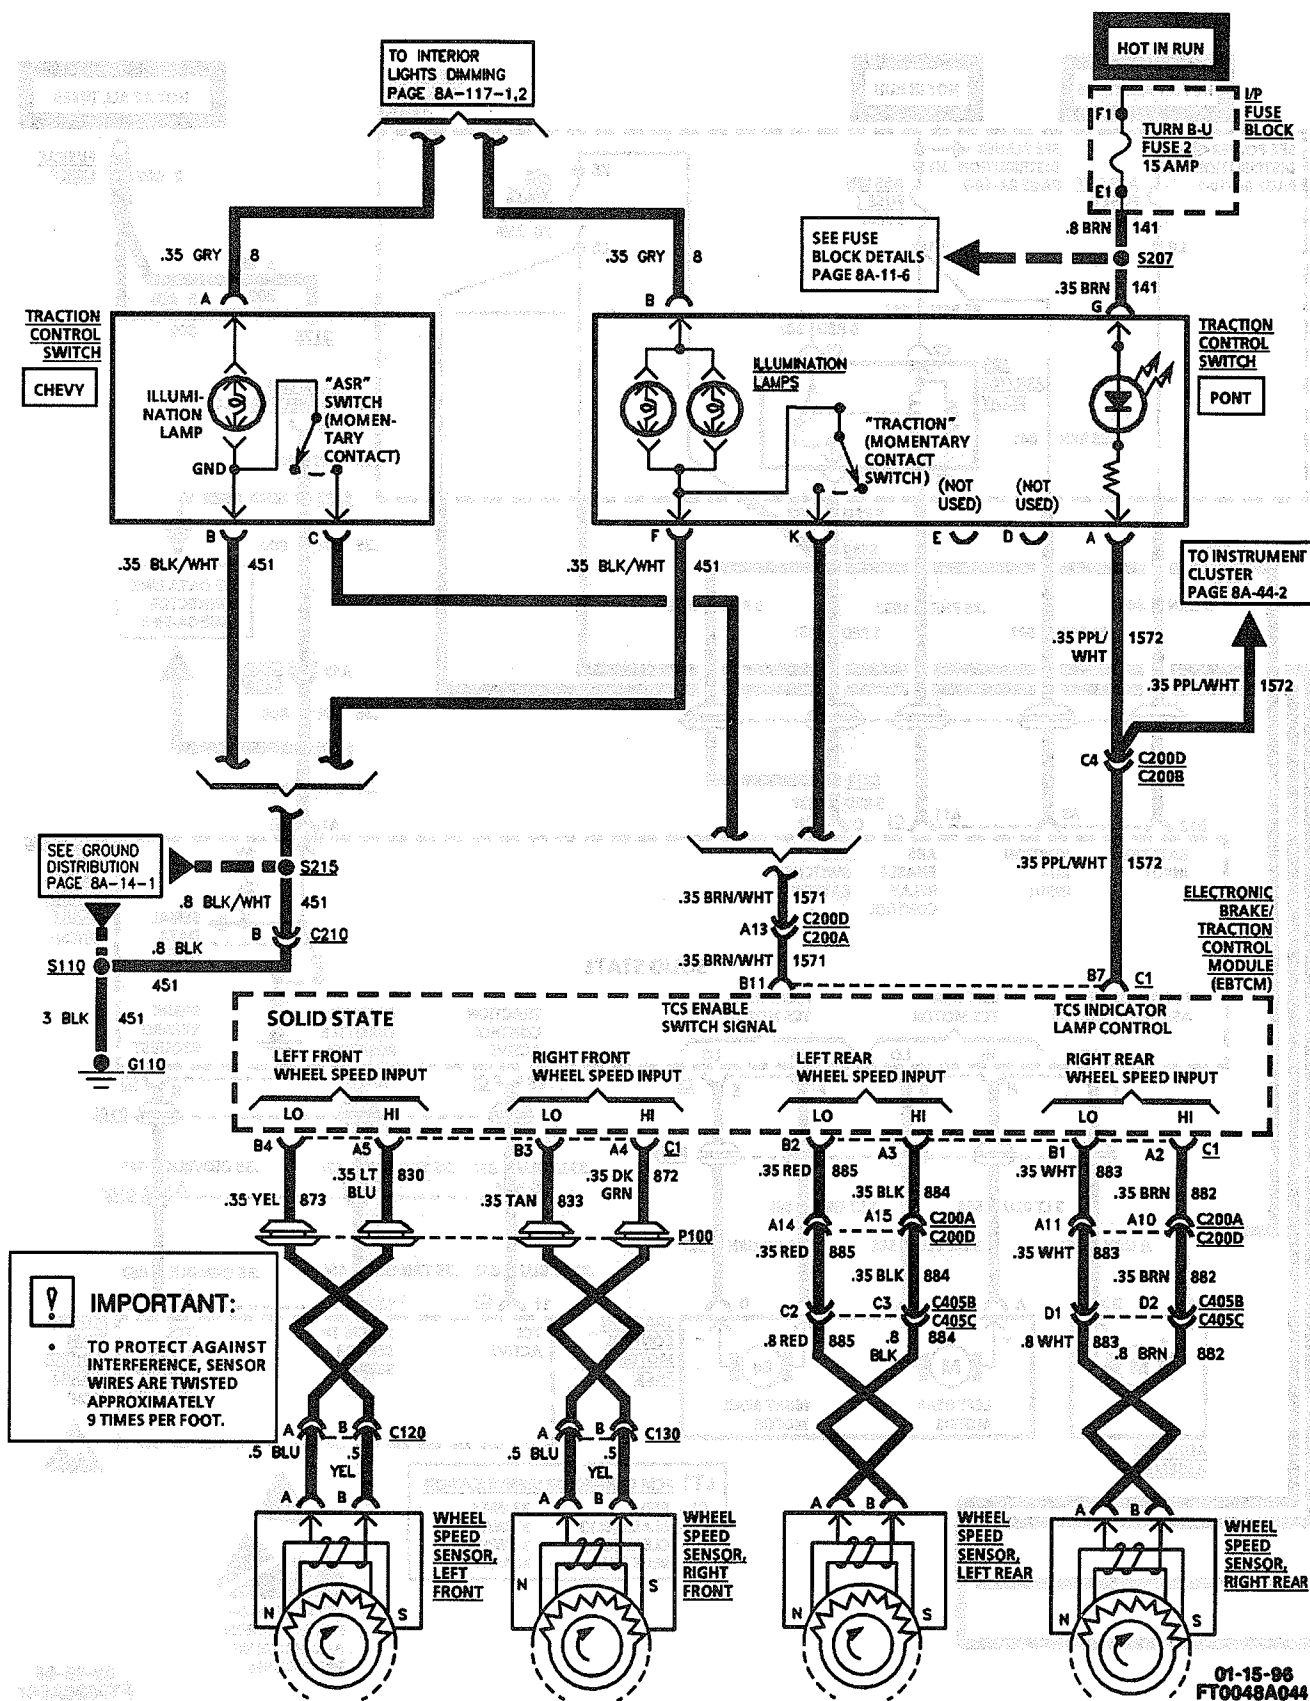 TO INTERIOR
LIGHTS DIMMING
PAGE 8A-117-1,2
HOT IN RUN
I/P
FUSE
BLOCK
F1
TURN B-U
FUSE 2
15 AMP
E1
.8 BRN 141
SEE FUSE
BLOCK DETAILS
PAGE 8A-11-6
S207
.35 BRN 141
.35 GRY 8
.35 GRY 8
A
B
G
TRACTION
CONTROL
SWITCH
CHEVY
ILLUMI-
NATION
LAMP
"ASR"
SWITCH
(MOMEN-
TARY
CONTACT)
GND
ILLUMINATION
LAMPS
"TRACTION"
(MOMENTARY
CONTACT
SWITCH)
(NOT
USED)
(NOT
USED)
TRACTION
CONTROL
SWITCH
PONT
B C F K E D A
.35 BLK/WHT 451
.35 BLK/WHT 451
TO INSTRUMENT
CLUSTER
PAGE 8A-44-2
.35 PPL/
WHT
1572
.35 PPL/WHT 1572
C4 C200D
C200B
SEE GROUND
DISTRIBUTION
PAGE 8A-14-1
S215
.8 BLK/WHT 451
B C210
.8 BLK
S110
451
3 BLK 451
G110
.35 BRN/WHT 1571
A13 C200D
C200A
.35 BRN/WHT 1571
B11
.35 PPL/WHT 1572
B7 C1
ELECTRONIC
BRAKE/
TRACTION
CONTROL
MODULE
(EBTCM)
SOLID STATE
TCS ENABLE
SWITCH SIGNAL
TCS INDICATOR
LAMP CONTROL
LEFT FRONT
WHEEL SPEED INPUT
RIGHT FRONT
WHEEL SPEED INPUT
LEFT REAR
WHEEL SPEED INPUT
RIGHT REAR
WHEEL SPEED INPUT
LO HI LO HI LO HI LO HI
B4 A5 B3 A4 C1 B2 A3 B1 A2 C1
.35 YEL 873
.35 LT
BLU
830
.35 TAN 833
.35 DK
GRN
872
.35 RED 885
.35 BLK 884
.35 WHT 883
.35 BRN 882
P100
A14 A15 C200A
C200D
A11 A10 C200A
C200D
.35 RED 885
.35 BLK 884
.35 WHT 883
.35 BRN 882
C2 C3 C405B
C405C
D1 D2 C405B
C405C
.8 RED 885
.8
BLK
884
.8 WHT 883
.8 BRN 882
!
IMPORTANT:
• TO PROTECT AGAINST
INTERFERENCE, SENSOR
WIRES ARE TWISTED
APPROXIMATELY
9 TIMES PER FOOT.
A B C120
.5 BLU
.5
YEL
A B C130
.5 BLU
.5
YEL
A B
A B
A B
A B
WHEEL
SPEED
SENSOR,
LEFT
FRONT
WHEEL
SPEED
SENSOR,
RIGHT
FRONT
WHEEL
SPEED
SENSOR,
LEFT REAR
WHEEL
SPEED
SENSOR,
RIGHT REAR
N S
N S
N S
N S
01-15-96
FT0048A044